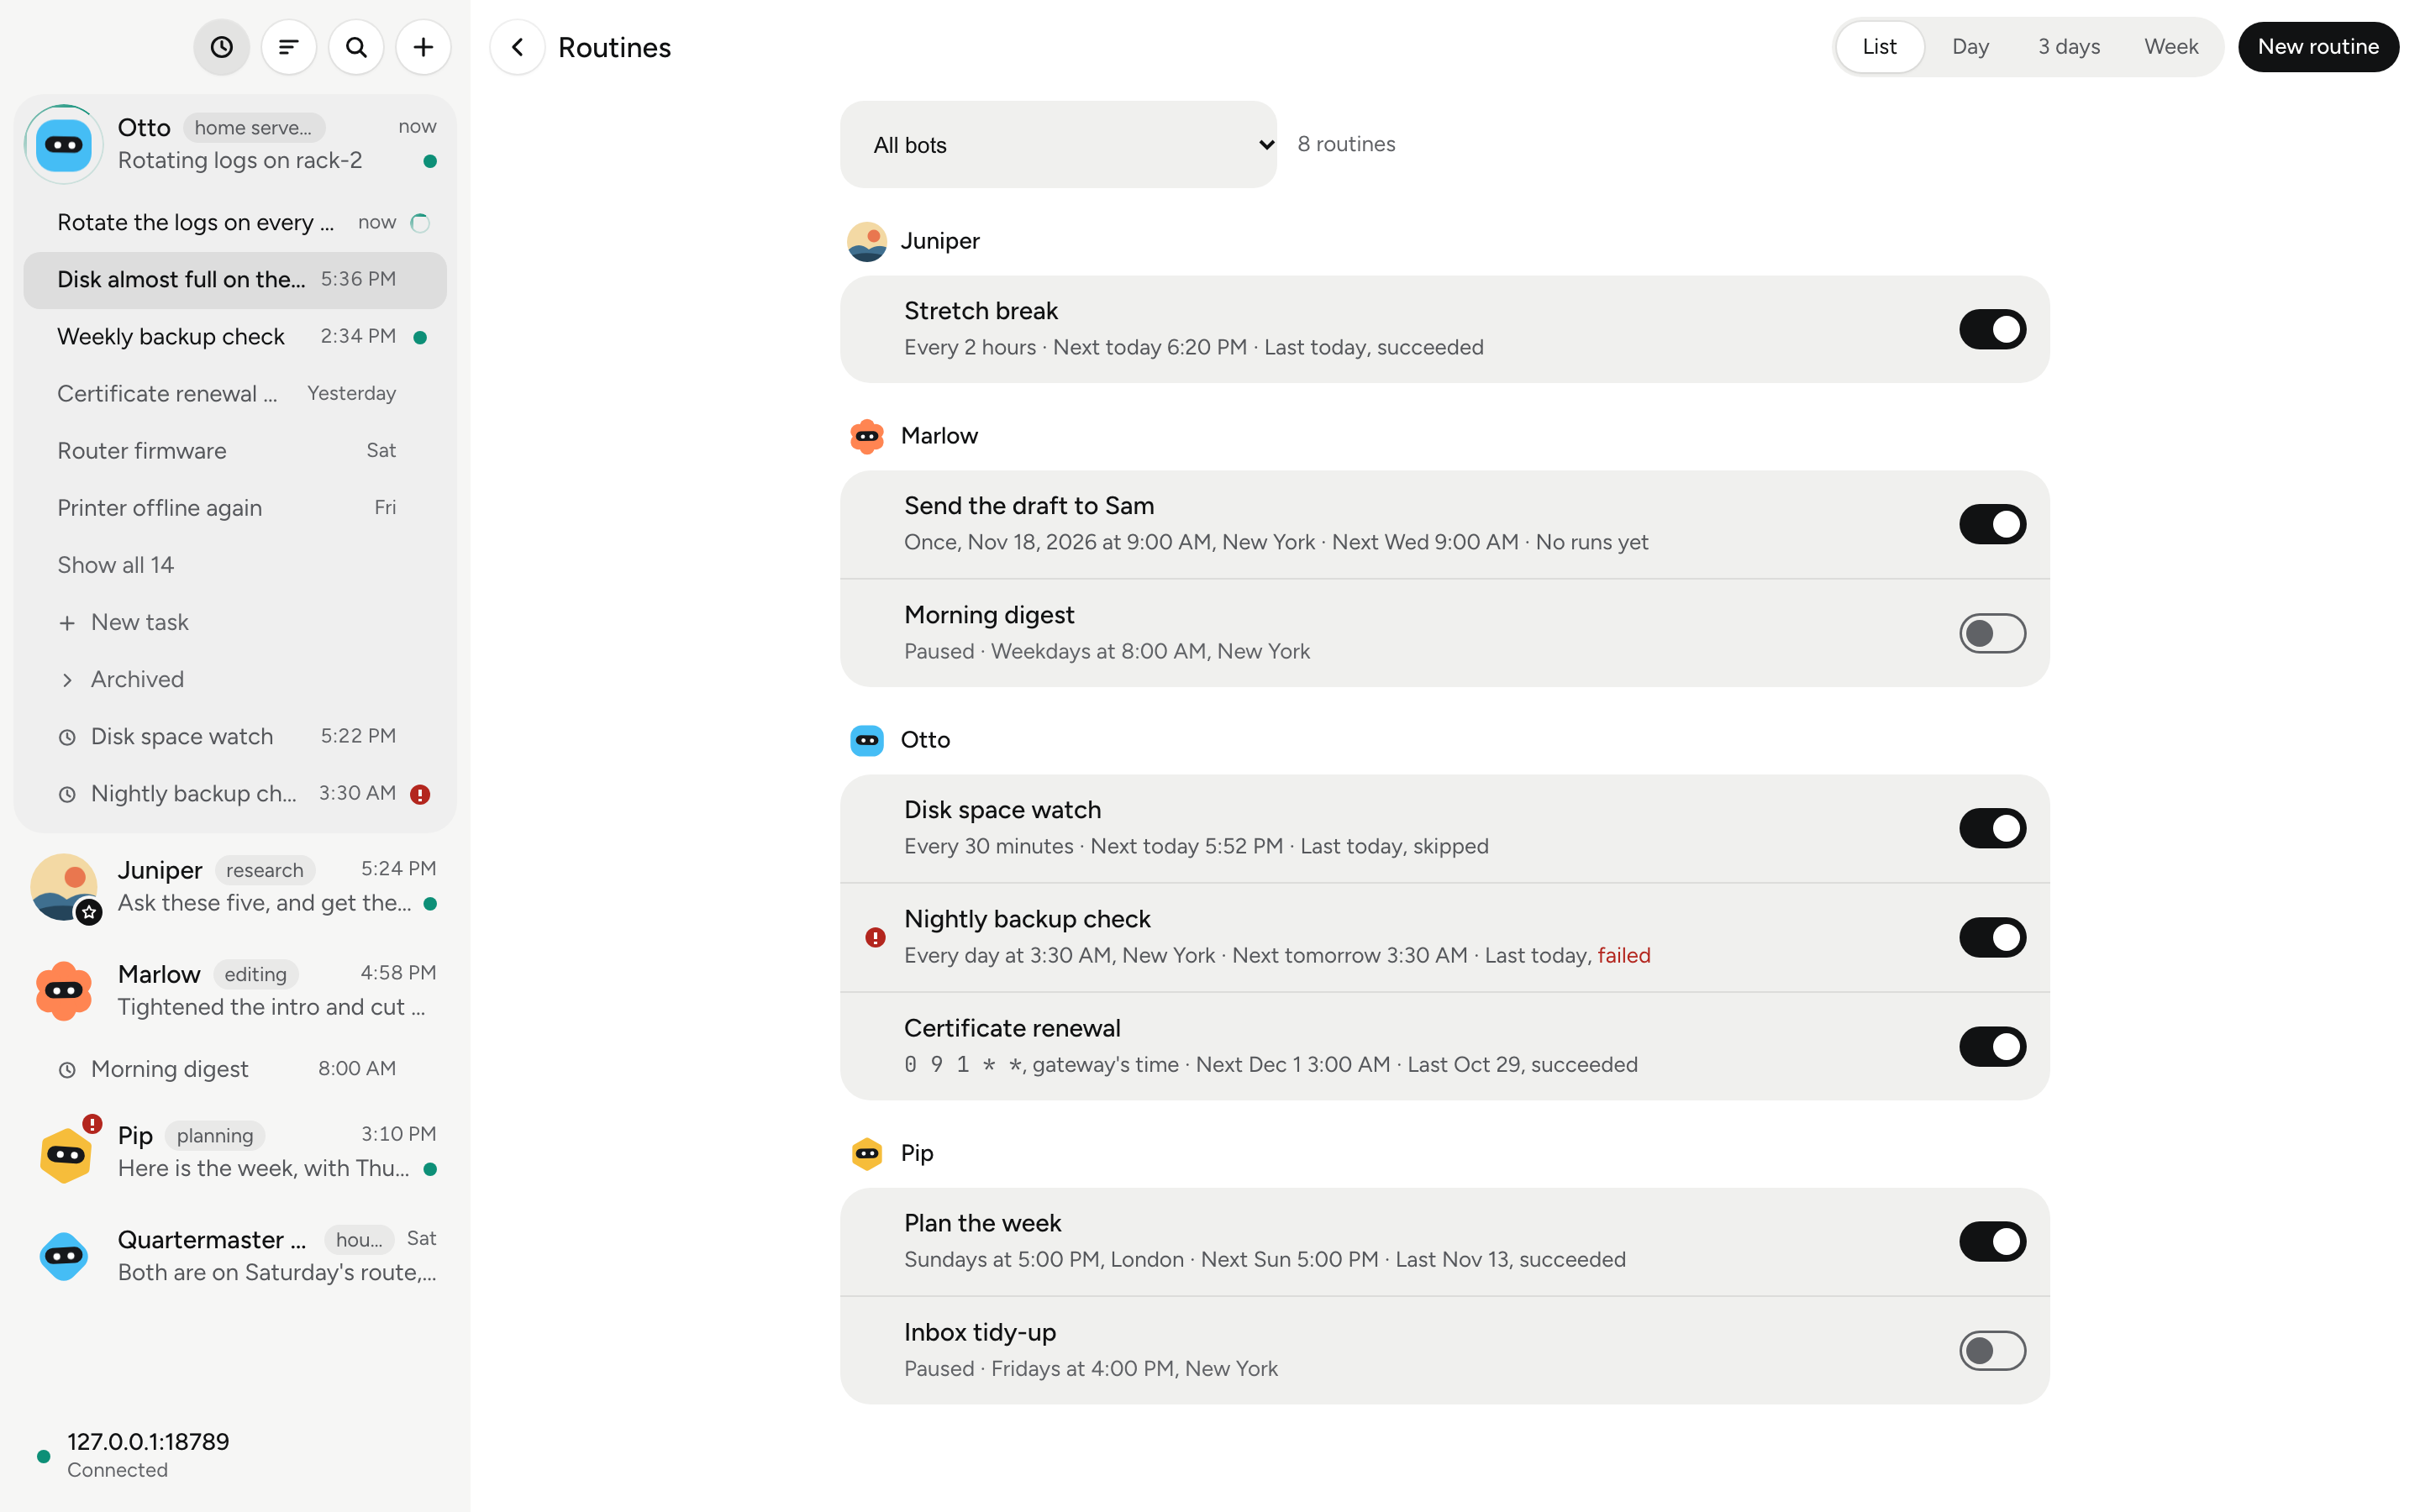 Otto home serve... now
Rotating logs on rack-2
Rotate the logs on every ... now
Disk almost full on the... 5:36 PM
Weekly backup check 2:34 PM
Certificate renewal ... Yesterday
Router firmware Sat
Printer offline again Fri
Show all 14
New task
Archived
Disk space watch 5:22 PM
Nightly backup ch... 3:30 AM
Juniper research 5:24 PM
Ask these five, and get the...
Marlow editing 4:58 PM
Tightened the intro and cut ...
Morning digest 8:00 AM
Pip planning 3:10 PM
Here is the week, with Thu...
Quartermaster ... hou... Sat
Both are on Saturday's route,...
127.0.0.1:18789
Connected
Routines
List Day 3 days Week New routine
All bots 8 routines
Juniper
Stretch break
Every 2 hours · Next today 6:20 PM · Last today, succeeded
Marlow
Send the draft to Sam
Once, Nov 18, 2026 at 9:00 AM, New York · Next Wed 9:00 AM · No runs yet
Morning digest
Paused · Weekdays at 8:00 AM, New York
Otto
Disk space watch
Every 30 minutes · Next today 5:52 PM · Last today, skipped
Nightly backup check
Every day at 3:30 AM, New York · Next tomorrow 3:30 AM · Last today, failed
Certificate renewal
0 9 1 * *, gateway's time · Next Dec 1 3:00 AM · Last Oct 29, succeeded
Pip
Plan the week
Sundays at 5:00 PM, London · Next Sun 5:00 PM · Last Nov 13, succeeded
Inbox tidy-up
Paused · Fridays at 4:00 PM, New York